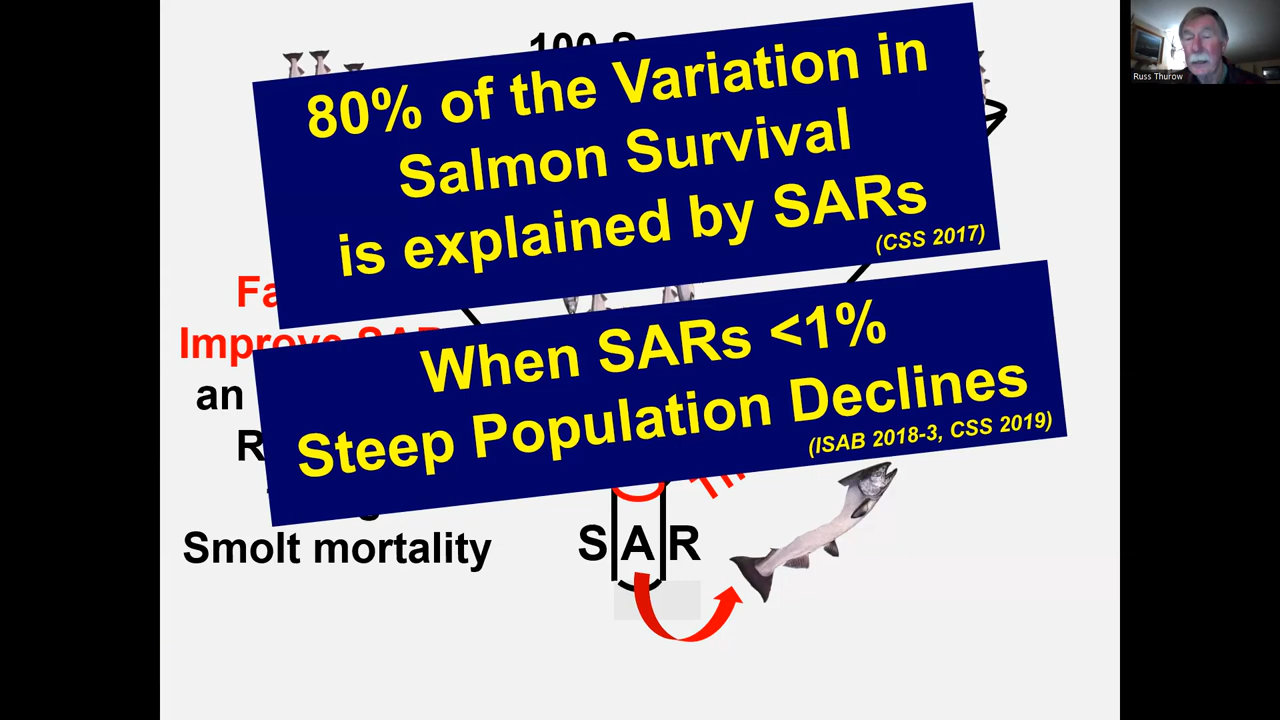 Russ Thurow
80% of the Variation in
Salmon Survival
is explained by SARs
(CSS 2017)
When SARs <1%
Steep Population Declines
(ISAB 2018-3, CSS 2019)
an
Smolt mortality
SAR